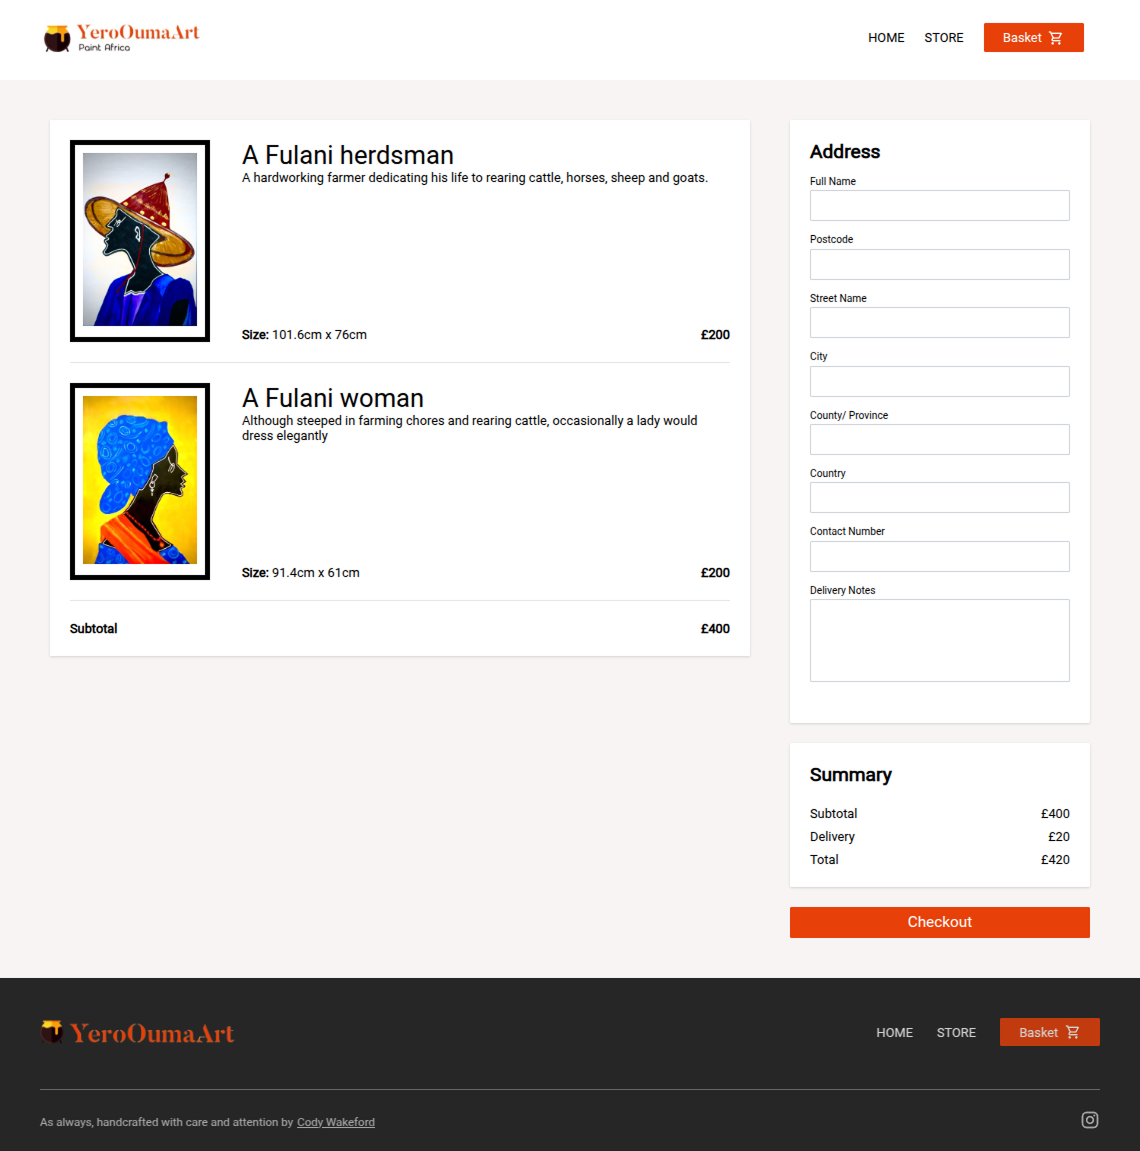 YeroOumaArt
Paint Africa
HOME
STORE
Basket
A Fulani herdsman
A hardworking farmer dedicating his life to rearing cattle, horses, sheep and goats.
Size: 101.6cm x 76cm
£200
A Fulani woman
Although steeped in farming chores and rearing cattle, occasionally a lady would
dress elegantly
Size: 91.4cm x 61cm
£200
Subtotal
£400
Address
Full Name
Postcode
Street Name
City
County/ Province
Country
Contact Number
Delivery Notes
Summary
Subtotal
£400
Delivery
£20
Total
£420
Checkout
YeroOumaArt
HOME
STORE
Basket
As always, handcrafted with care and attention by Cody Wakeford